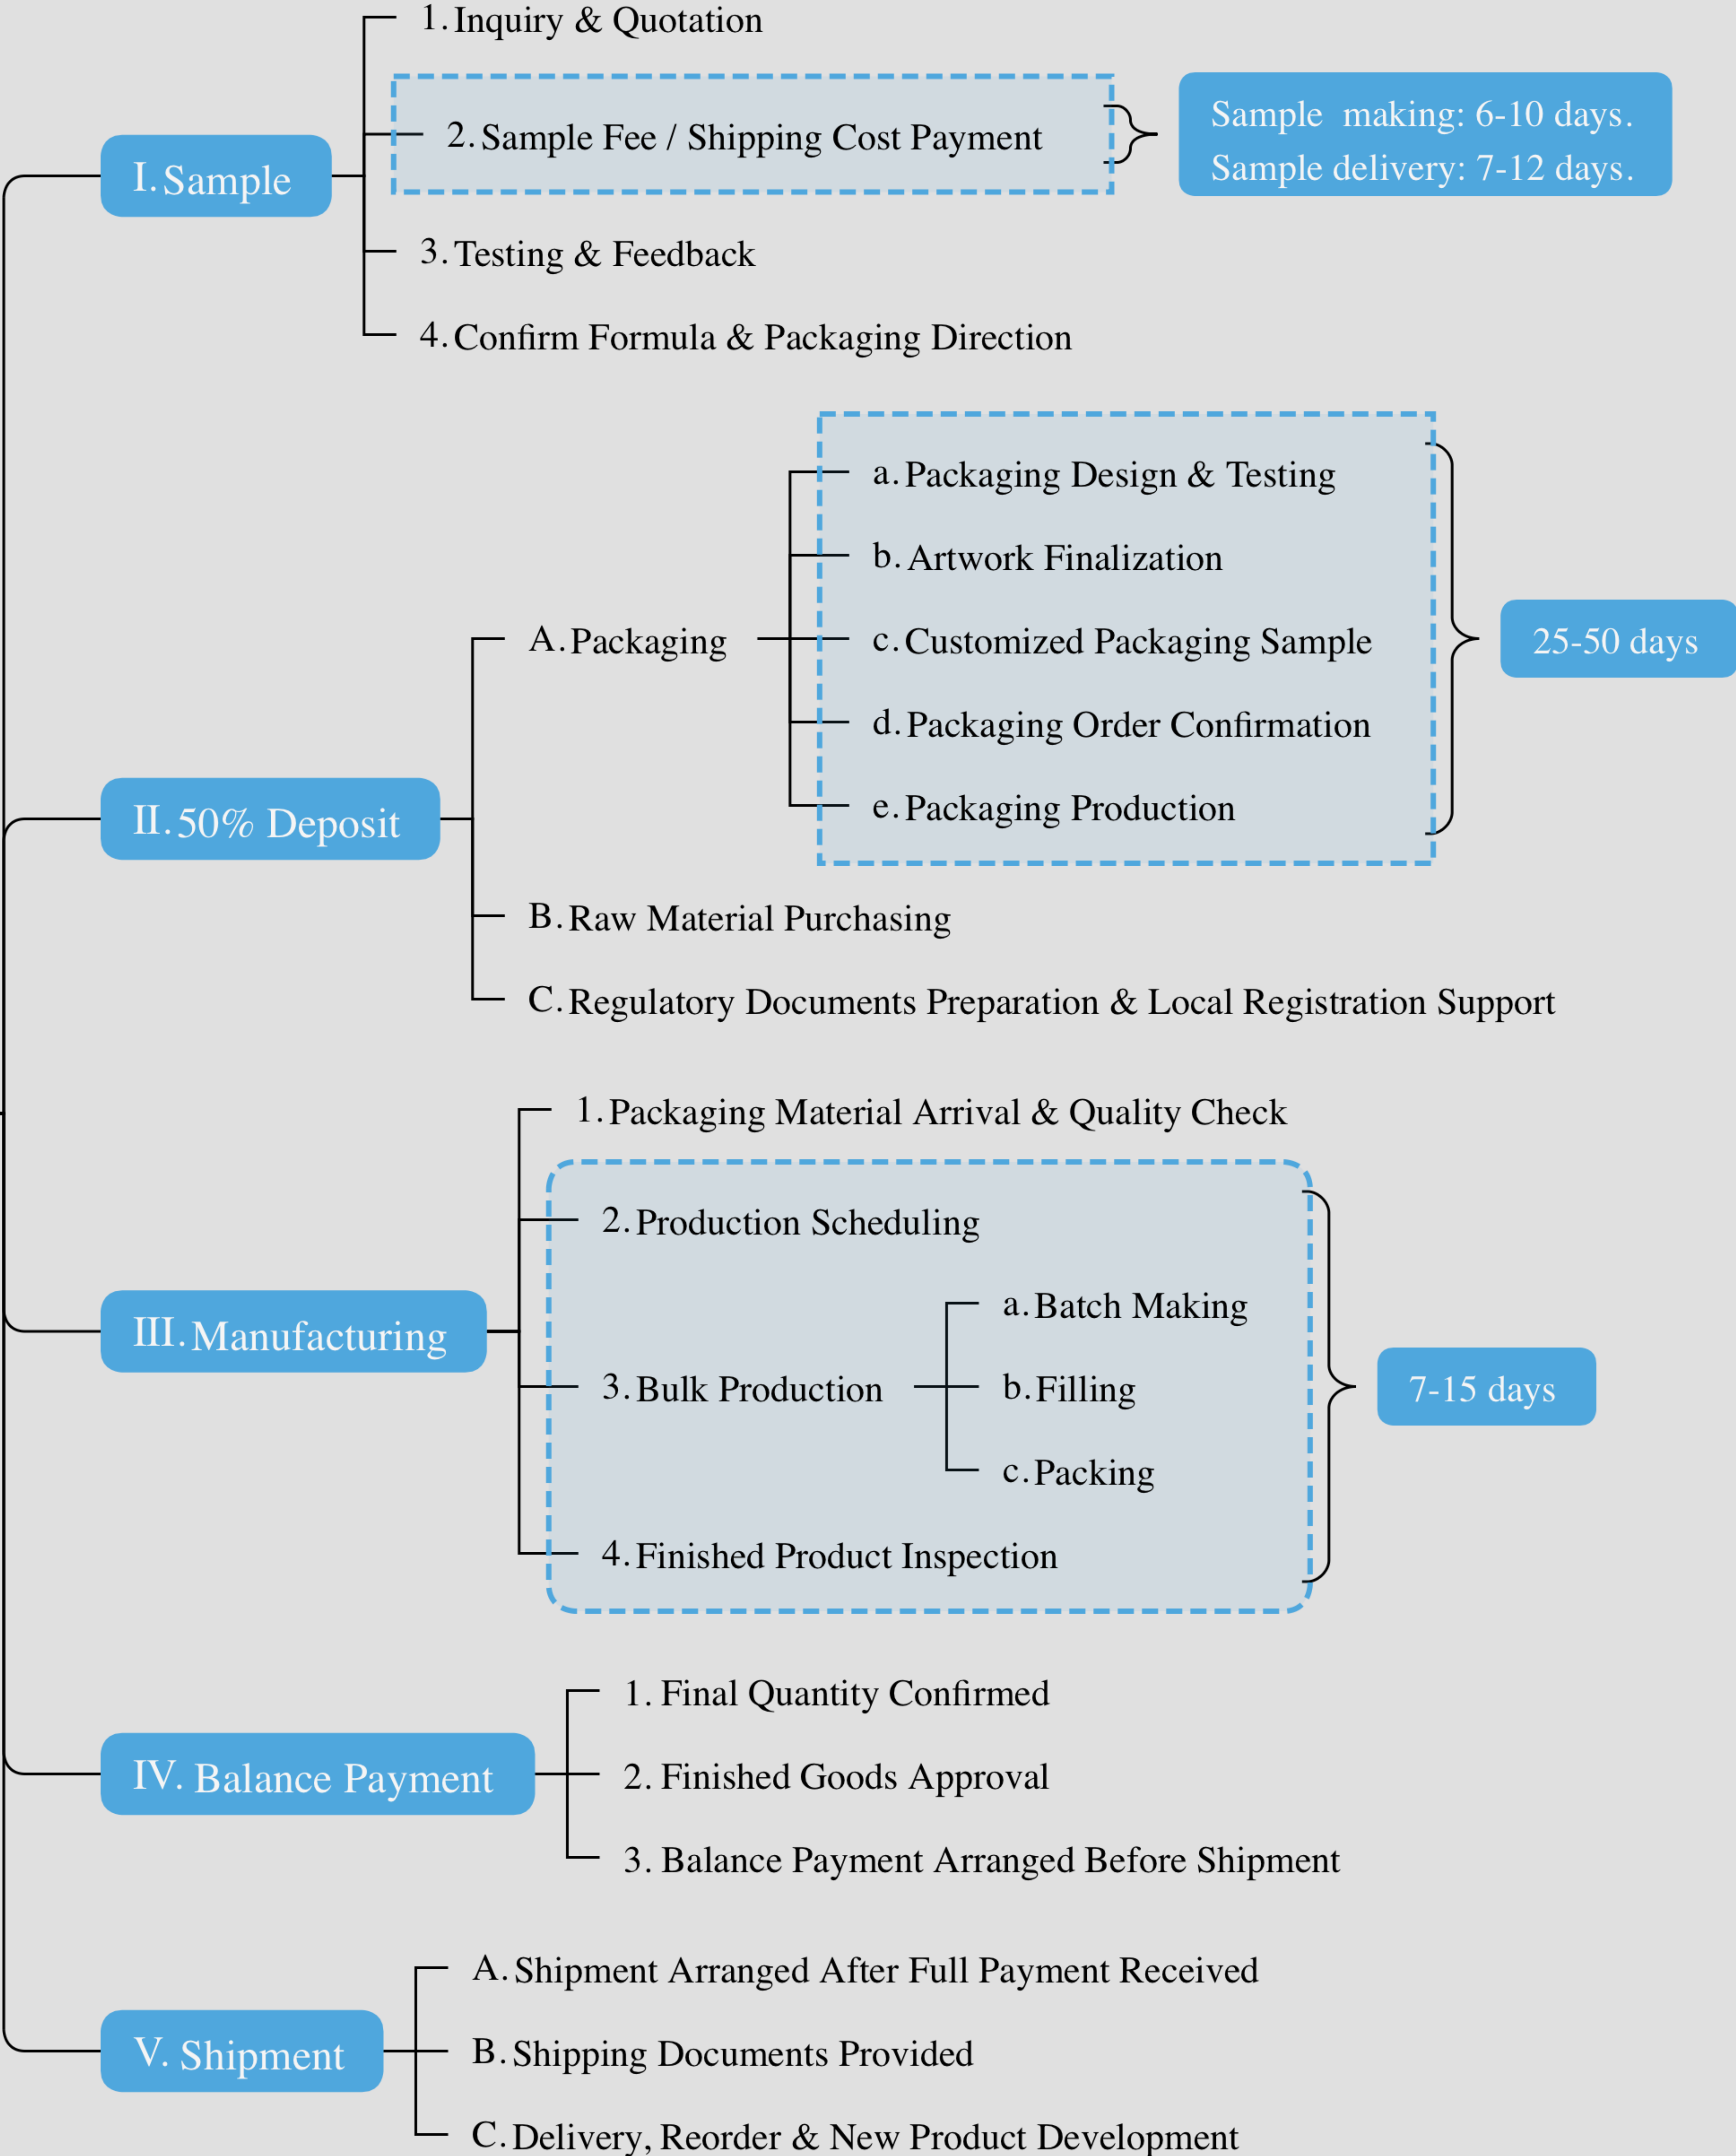 1. Inquiry & Quotation
2. Sample Fee / Shipping Cost Payment
Sample making: 6-10 days.
Sample delivery: 7-12 days.
I. Sample
3. Testing & Feedback
4. Confirm Formula & Packaging Direction
a. Packaging Design & Testing
b. Artwork Finalization
A. Packaging
c. Customized Packaging Sample
25-50 days
d. Packaging Order Confirmation
e. Packaging Production
II. 50% Deposit
B. Raw Material Purchasing
C. Regulatory Documents Preparation & Local Registration Support
1. Packaging Material Arrival & Quality Check
2. Production Scheduling
III. Manufacturing
a. Batch Making
3. Bulk Production
b. Filling
7-15 days
c. Packing
4. Finished Product Inspection
1. Final Quantity Confirmed
IV. Balance Payment
2. Finished Goods Approval
3. Balance Payment Arranged Before Shipment
A. Shipment Arranged After Full Payment Received
V. Shipment
B. Shipping Documents Provided
C. Delivery, Reorder & New Product Development